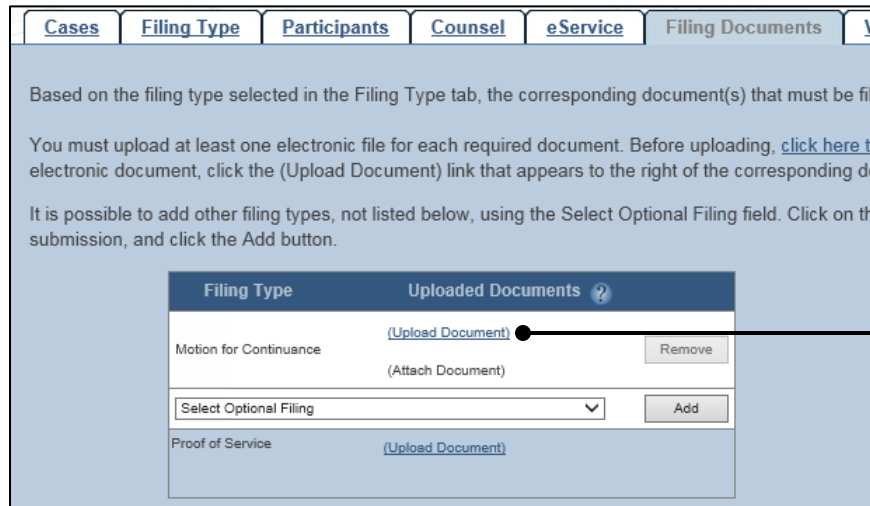 Cases Filing Type Participants Counsel eService Filing Documents
Based on the filing type selected in the Filing Type tab, the corresponding document(s) that must be
You must upload at least one electronic file for each required document. Before uploading, click here
electronic document, click the (Upload Document) link that appears to the right of the corresponding
It is possible to add other filing types, not listed below, using the Select Optional Filing field. Click on
submission, and click the Add button.
Filing Type Uploaded Documents ?
(Upload Document)
Motion for Continuance Remove
(Attach Document)
Select Optional Filing Add
Proof of Service (Upload Document)